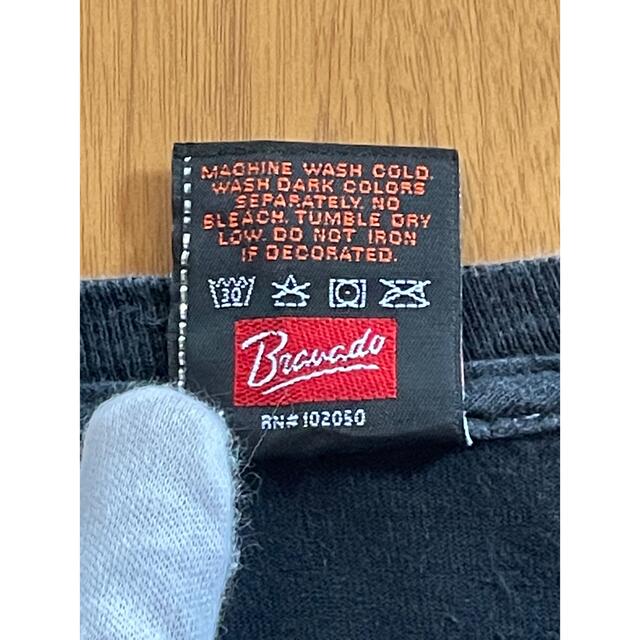 MACHINE WASH COLD.
WASH DARK COLORS
SEPARATELY. NO
BLEACH. TUMBLE DRY
LOW. DO NOT IRON
IF DECORATED.
30
Bravado
RN#102050